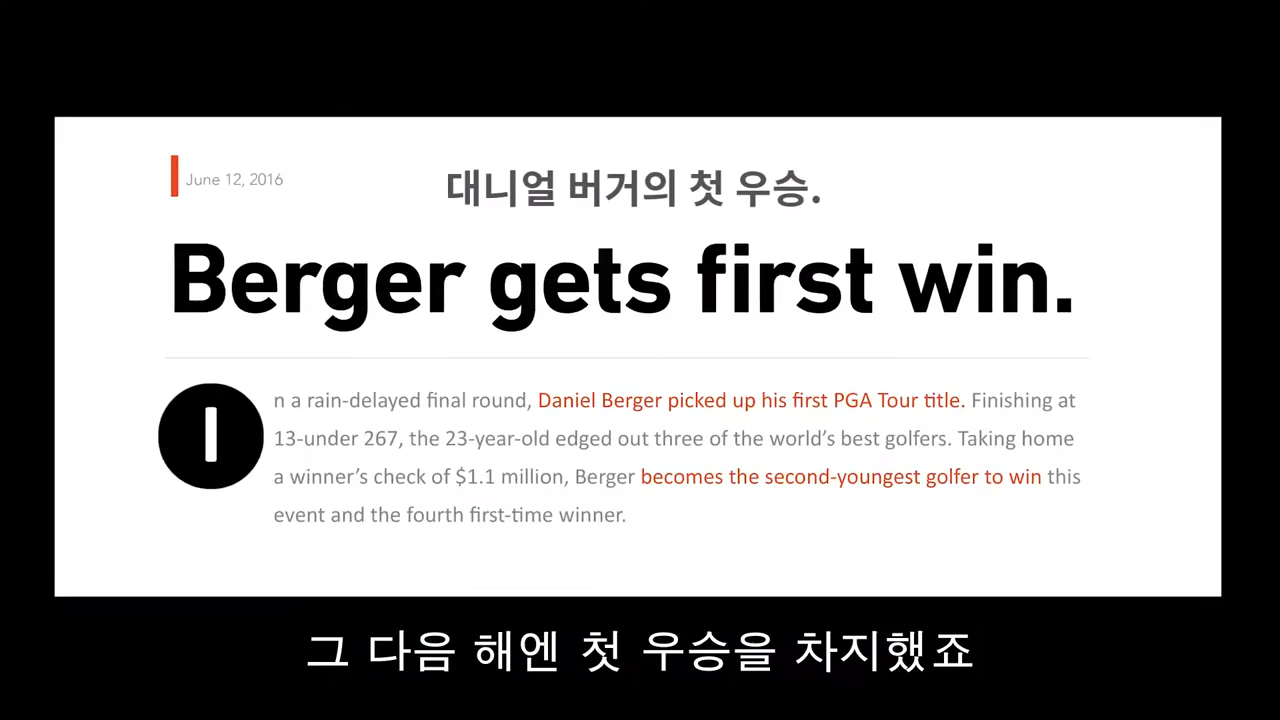 June 12, 2016
대니얼 버거의 첫 우승.
Berger gets first win.
In a rain-delayed final round, Daniel Berger picked up his first PGA Tour title. Finishing at
13-under 267, the 23-year-old edged out three of the world's best golfers. Taking home
a winner's check of $1.1 million, Berger becomes the second-youngest golfer to win this
event and the fourth first-time winner.
그 다음 해엔 첫 우승을 차지했죠